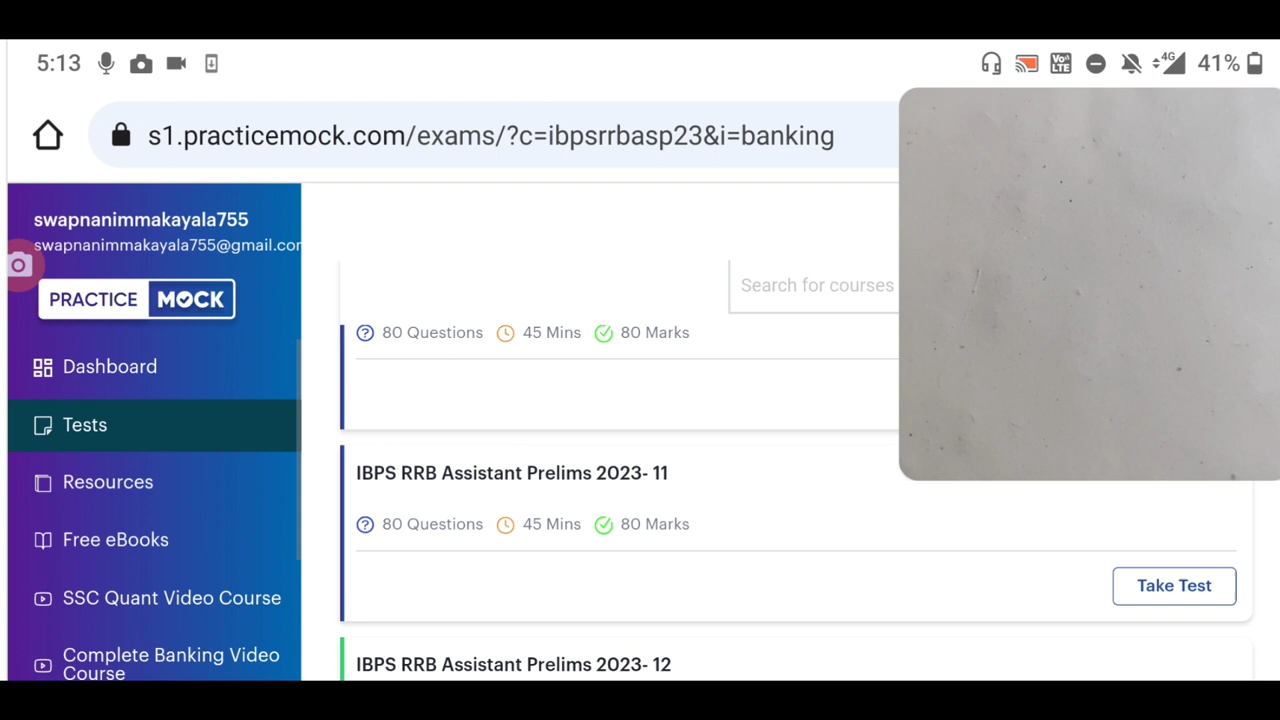 5:13
4G 41%
Vo LTE
s1.practicemock.com/exams/?c=ibpsrrbasp23&i=banking
swapnanimmakayala755
swapnanimmakayala755@gmail.com
PRACTICE MOCK
Dashboard
Tests
Resources
Free eBooks
SSC Quant Video Course
Complete Banking Video
Course
Search for courses
80 Questions 45 Mins 80 Marks
IBPS RRB Assistant Prelims 2023- 11
80 Questions 45 Mins 80 Marks
Take Test
IBPS RRB Assistant Prelims 2023- 12